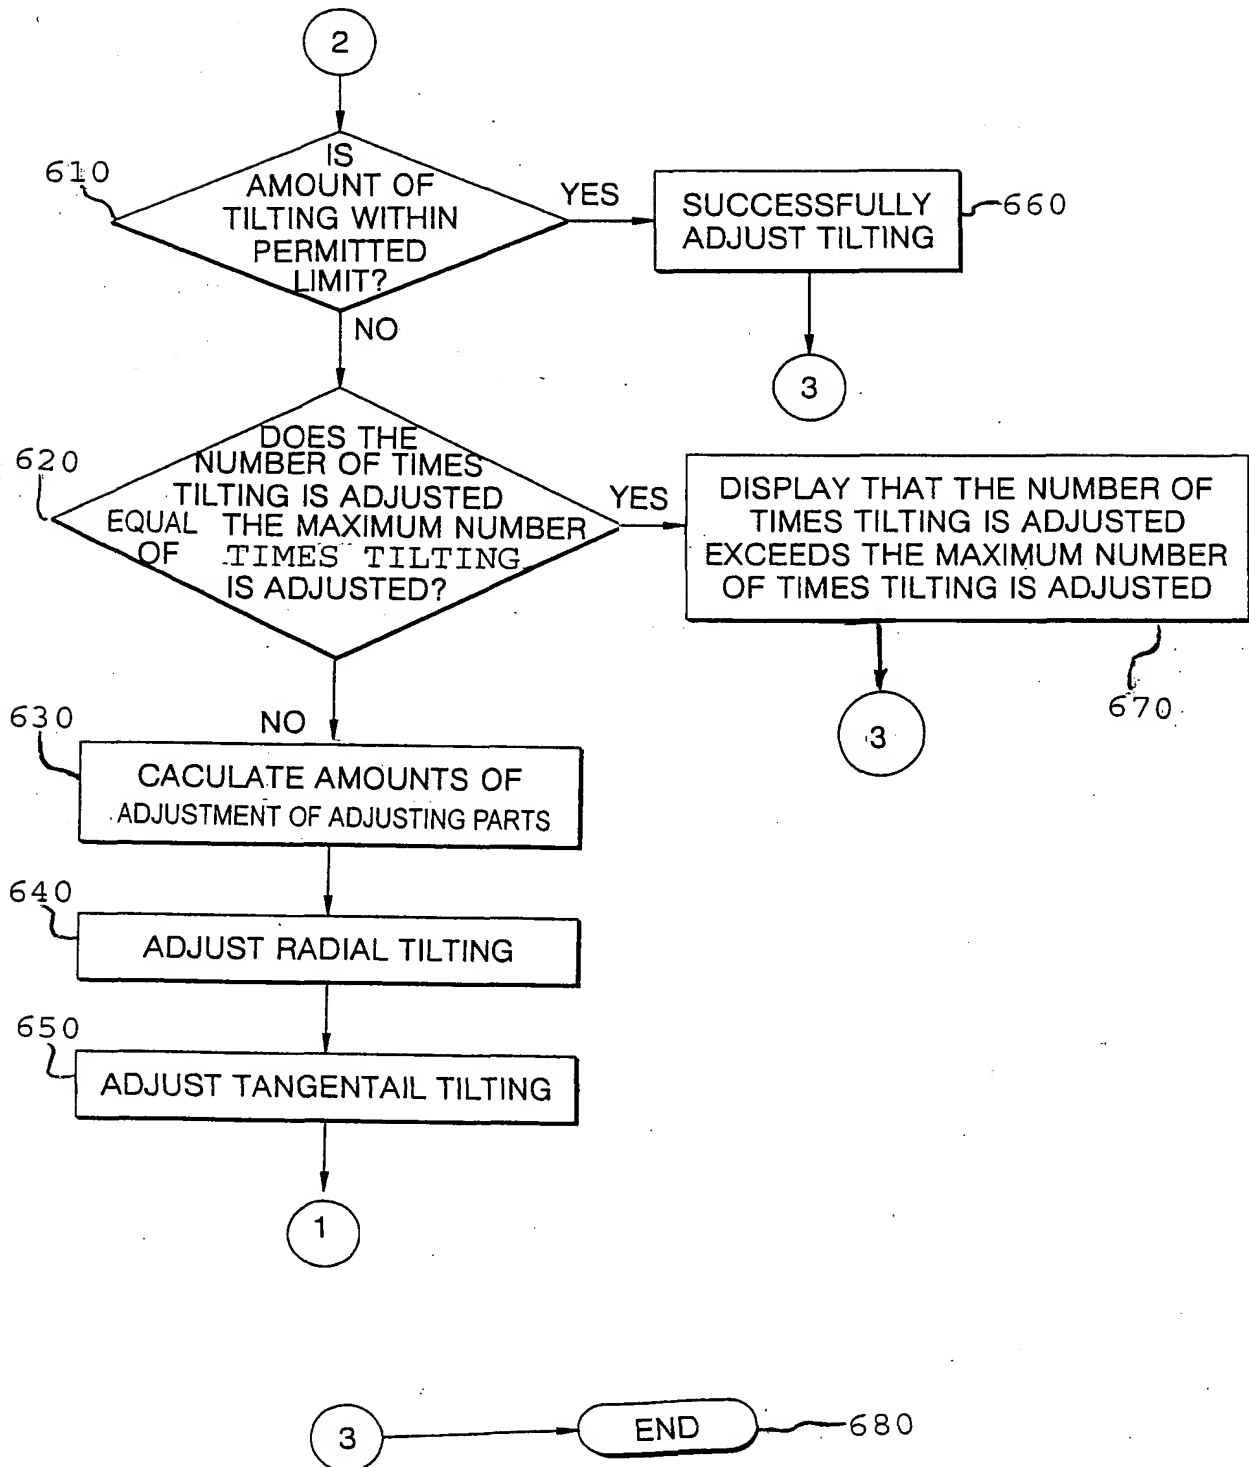 2
610
IS
AMOUNT OF
TILTING WITHIN
PERMITTED
LIMIT?
YES
SUCCESSFULLY
ADJUST TILTING
660
NO
3
620
DOES THE
NUMBER OF TIMES
TILTING IS ADJUSTED
EQUAL THE MAXIMUM NUMBER
OF TIMES TILTING
IS ADJUSTED?
YES
DISPLAY THAT THE NUMBER OF
TIMES TILTING IS ADJUSTED
EXCEEDS THE MAXIMUM NUMBER
OF TIMES TILTING IS ADJUSTED
670
3
NO
630
CACULATE AMOUNTS OF
ADJUSTMENT OF ADJUSTING PARTS
640
ADJUST RADIAL TILTING
650
ADJUST TANGENTAIL TILTING
1
3
END
680